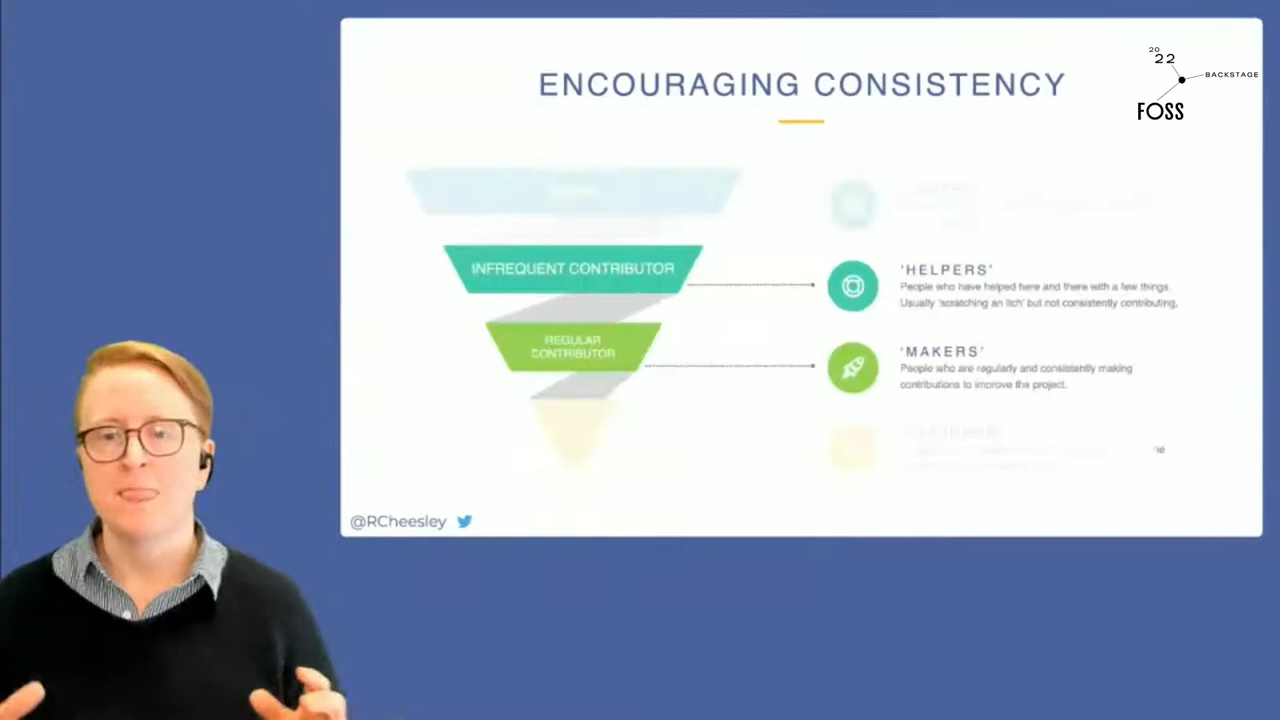 ENCOURAGING CONSISTENCY
20
22
BACKSTAGE
FOSS
INFREQUENT CONTRIBUTOR
'HELPERS'
People who have helped here and there with a few things.
Usually 'scratching an itch' but not consistently contributing.
REGULAR
CONTRIBUTOR
'MAKERS'
People who are regularly and consistently making
contributions to improve the project.
@RCheesley